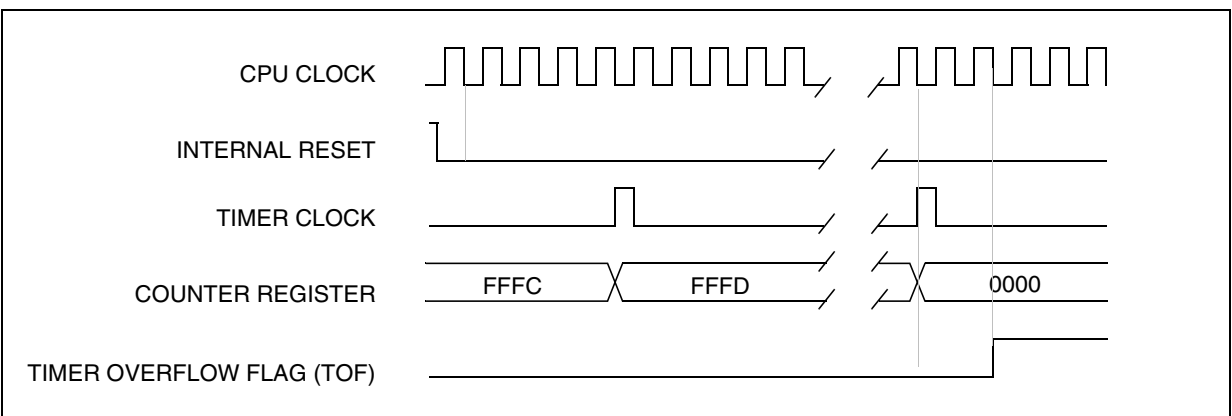 CPU CLOCK
INTERNAL RESET
TIMER CLOCK
COUNTER REGISTER FFFC FFFD 0000
TIMER OVERFLOW FLAG (TOF)